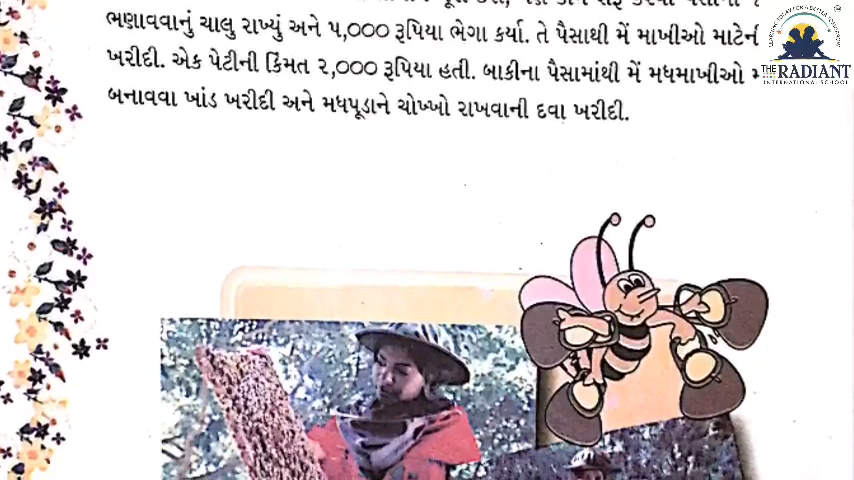 ભણાવવાનું ચાલુ રાખ્યું અને ૫,૦૦૦ રૂપિયા ભેગા કર્યા. તે પૈસાથી મેં માખીઓ માટેની
ખરીદી. એક પેટીની કિંમત ૨,૦૦૦ રૂપિયા હતી. બાકીના પૈસામાંથી મેં મધમાખીઓ
બનાવવા ખાંડ ખરીદી અને મધપૂડાને ચોખ્ખો રાખવાની દવા ખરીદી.
THE RADIANT
INTERNATIONAL SCHOOL